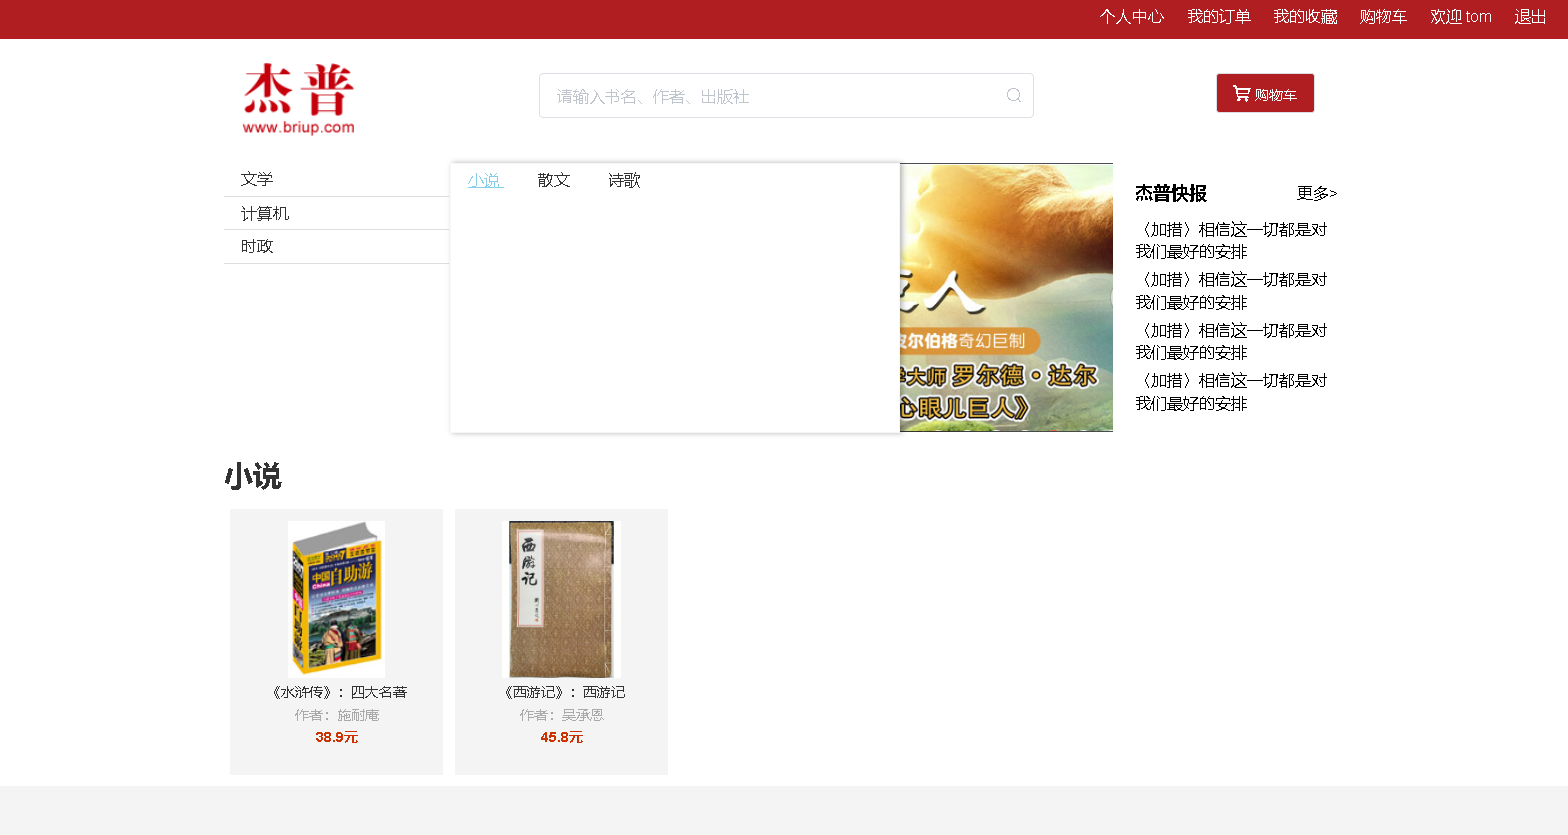 个人中心 我的订单 我的收藏 购物车 欢迎 tom 退出
杰普
www.briup.com
请输入书名、作者、出版社
购物车
文学
计算机
时政
小说 散文 诗歌
巨人
皮尔伯格奇幻巨制
学大师 罗尔德·达尔
心眼儿巨人》
杰普快报 更多>
〈加措〉相信这一切都是对
我们最好的安排
〈加措〉相信这一切都是对
我们最好的安排
〈加措〉相信这一切都是对
我们最好的安排
〈加措〉相信这一切都是对
我们最好的安排
小说
中国
China
自助游
《水浒传》：四大名著
作者：施耐庵
38.9元
西游记
《西游记》：西游记
作者：吴承恩
45.8元